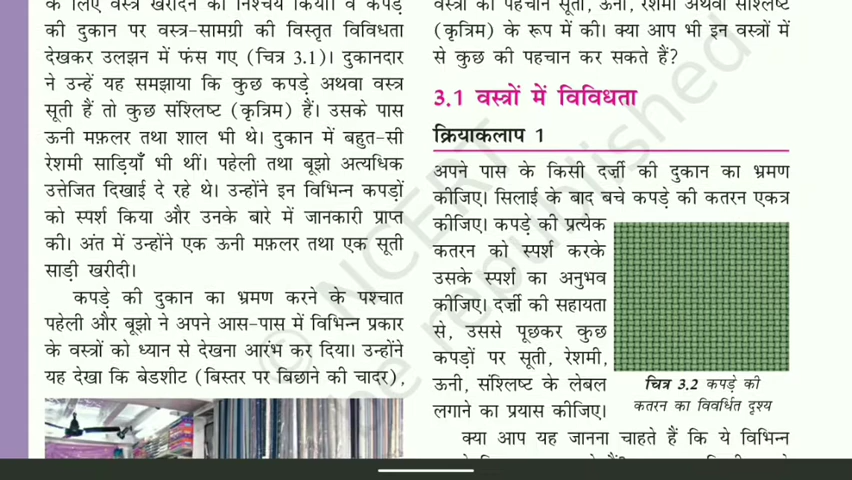 के लिए वस्त्र खरीदने का निश्चय किया। वे कपड़े
की दुकान पर वस्त्र-सामग्री की विस्तृत विविधता
देखकर उलझन में फंस गए (चित्र 3.1)। दुकानदार
ने उन्हें यह समझाया कि कुछ कपड़े अथवा वस्त्र
सूती हैं तो कुछ संश्लिष्ट (कृत्रिम) हैं। उसके पास
ऊनी मफ़लर तथा शाल भी थे। दुकान में बहुत-सी
रेशमी साड़ियाँ भी थीं। पहेली तथा बूझो अत्यधिक
उत्तेजित दिखाई दे रहे थे। उन्होंने इन विभिन्न कपड़ों
को स्पर्श किया और उनके बारे में जानकारी प्राप्त
की। अंत में उन्होंने एक ऊनी मफ़लर तथा एक सूती
साड़ी खरीदी।
कपड़े की दुकान का भ्रमण करने के पश्चात
पहेली और बूझो ने अपने आस-पास में विभिन्न प्रकार
के वस्त्रों को ध्यान से देखना आरंभ कर दिया। उन्होंने
यह देखा कि बेडशीट (बिस्तर पर बिछाने की चादर),
वस्त्रों की पहचान सूती, ऊनी, रेशमी अथवा संश्लिष्ट
(कृत्रिम) के रूप में की। क्या आप भी इन वस्त्रों में
से कुछ की पहचान कर सकते हैं?
3.1 वस्त्रों में विविधता
क्रियाकलाप 1
अपने पास के किसी दर्ज़ी की दुकान का भ्रमण
कीजिए। सिलाई के बाद बचे कपड़े की कतरन एकत्र
कीजिए। कपड़े की प्रत्येक
कतरन को स्पर्श करके
उसके स्पर्श का अनुभव
कीजिए। दर्ज़ी की सहायता
से, उससे पूछकर कुछ
कपड़ों पर सूती, रेशमी,
ऊनी, संश्लिष्ट के लेबल
लगाने का प्रयास कीजिए।
चित्र 3.2 कपड़े की
कतरन का विवर्धित दृश्य
क्या आप यह जानना चाहते हैं कि ये विभिन्न
© NCERT
be republished